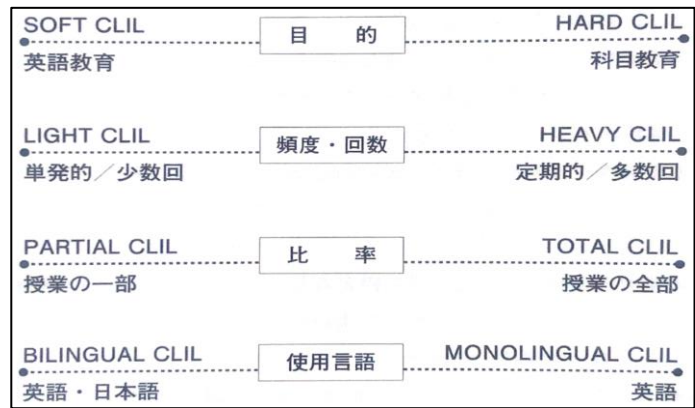 SOFT CLIL 目 的 HARD CLIL
英語教育 科目教育
LIGHT CLIL 頻度・回数 HEAVY CLIL
単発的／少数回 定期的／多数回
PARTIAL CLIL 比 率 TOTAL CLIL
授業の一部 授業の全部
BILINGUAL CLIL 使用言語 MONOLINGUAL CLIL
英語・日本語 英語